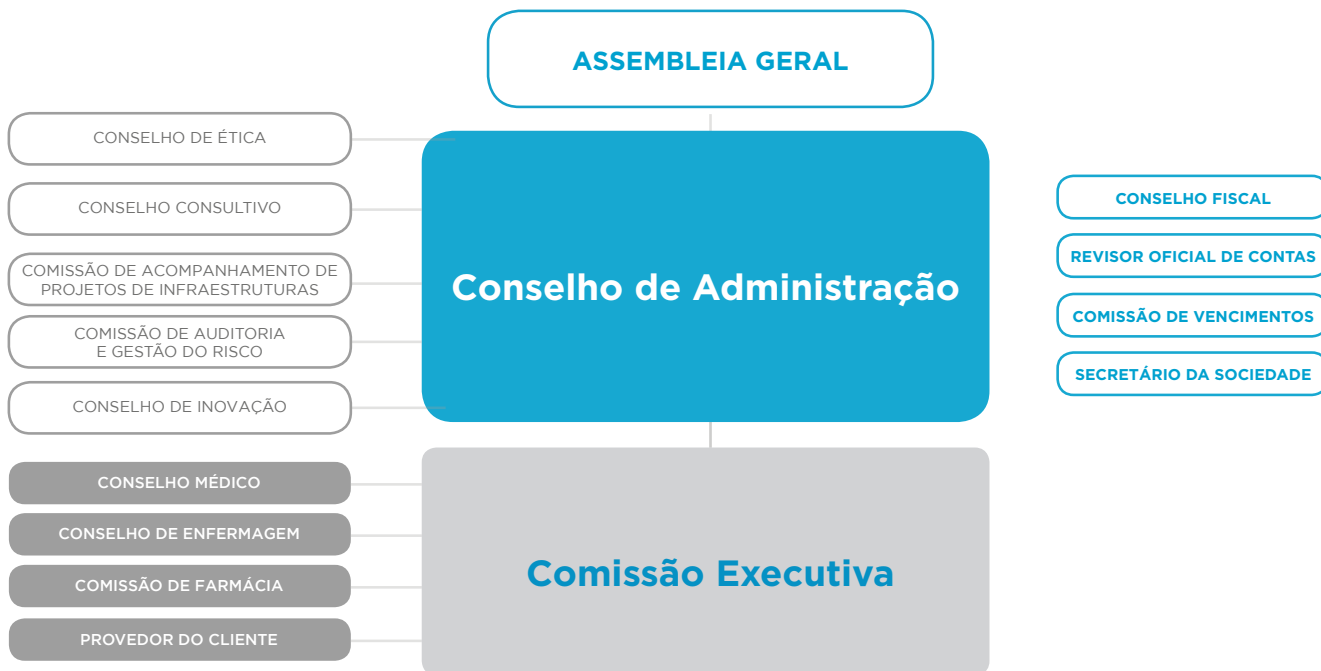 ASSEMBLEIA GERAL
CONSELHO DE ÉTICA
CONSELHO CONSULTIVO
COMISSÃO DE ACOMPANHAMENTO DE
PROJETOS DE INFRAESTRUTURAS
COMISSÃO DE AUDITORIA
E GESTÃO DO RISCO
CONSELHO DE INOVAÇÃO
Conselho de Administração
CONSELHO FISCAL
REVISOR OFICIAL DE CONTAS
COMISSÃO DE VENCIMENTOS
SECRETÁRIO DA SOCIEDADE
CONSELHO MÉDICO
CONSELHO DE ENFERMAGEM
COMISSÃO DE FARMÁCIA
PROVEDOR DO CLIENTE
Comissão Executiva